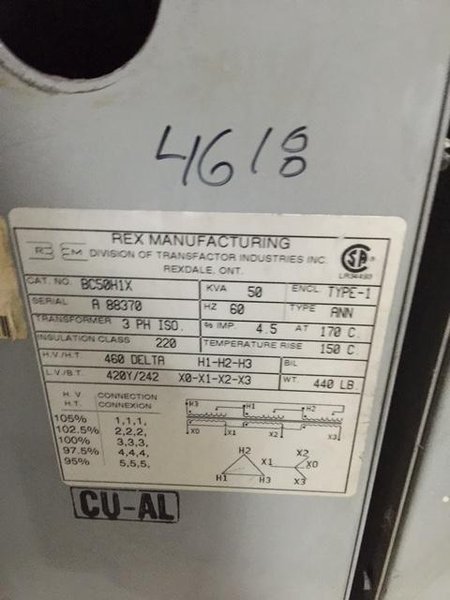 4618
REX MANUFACTURING
DIVISION OF TRANSFACTOR INDUSTRIES INC.
REXDALE, ONT.
CAT. NO. BC50H1X KVA 50 ENCL. TYPE-1
SERIAL A 88370 HZ 60 TYPE ANN
TRANSFORMER 3 PH ISO. % IMP. 4.5 AT 170 C
INSULATION CLASS 220 TEMPERATURE RISE 150 C
H.V./H.T. 460 DELTA H1-H2-H3 BIL
L.V./B.T. 420Y/242 X0-X1-X2-X3 WT. 440 LB
H. V. CONNECTION
H.T. CONNEXION
105% 1,1,1,
102.5% 2,2,2,
100% 3,3,3,
97.5% 4,4,4,
95% 5,5,5,
H3 H1 H2
X0 X1 X2 X3
H2 X2
X1 X0
H1 H3 X3
CU-AL